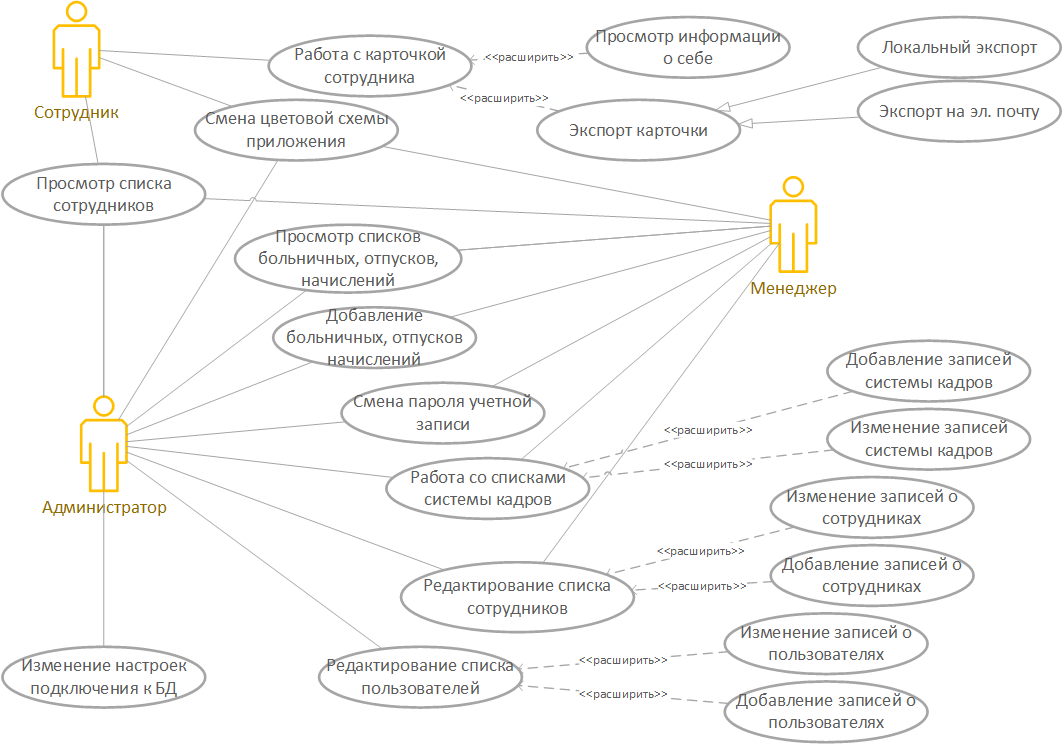 Сотрудник
Работа с карточкой
сотрудника
<<расширить>>
Просмотр информации
о себе
Локальный экспорт
<<расширить>>
Экспорт карточки
Экспорт на эл. почту
Смена цветовой схемы
приложения
Просмотр списка
сотрудников
Менеджер
Просмотр списков
больничных, отпусков,
начислений
Добавление
больничных, отпусков
начислений
Смена пароля учетной
записи
Администратор
Работа со списками
системы кадров
<<расширить>>
Добавление записей
системы кадров
<<расширить>>
Изменение записей
системы кадров
Редактирование списка
сотрудников
<<расширить>>
Изменение записей о
сотрудниках
<<расширить>>
Добавление записей о
сотрудниках
Изменение настроек
подключения к БД
Редактирование списка
пользователей
<<расширить>>
Изменение записей о
пользователях
<<расширить>>
Добавление записей о
пользователях